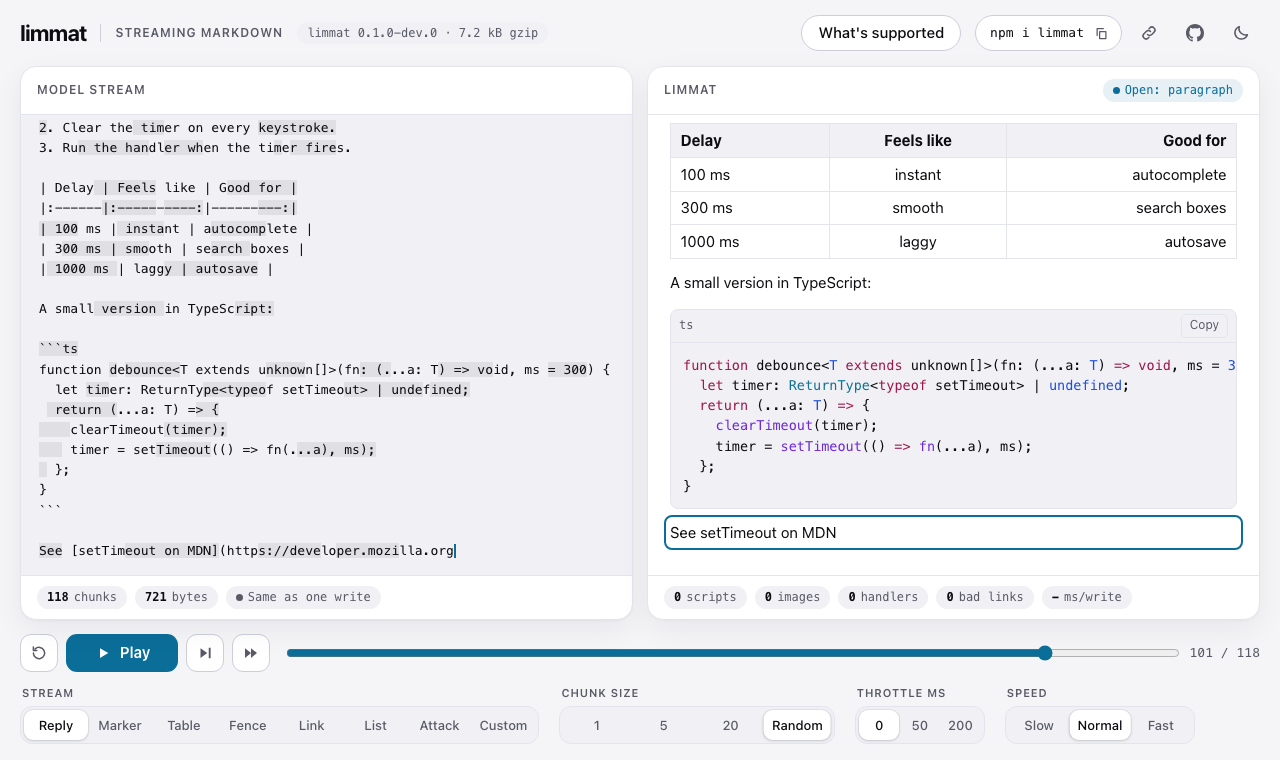 limmat
STREAMING MARKDOWN
limmat 0.1.0-dev.0 · 7.2 kB gzip
What's supported
npm i limmat
MODEL STREAM
2. Clear the timer on every keystroke.
3. Run the handler when the timer fires.
| Delay | Feels like | Good for |
|:------|:----------:|---------:|
| 100 ms | instant | autocomplete |
| 300 ms | smooth | search boxes |
| 1000 ms | laggy | autosave |
A small version in TypeScript:
```ts
function debounce<T extends unknown[]>(fn: (...a: T) => void, ms = 300) {
  let timer: ReturnType<typeof setTimeout> | undefined;
  return (...a: T) => {
    clearTimeout(timer);
    timer = setTimeout(() => fn(...a), ms);
  };
}
```
See [setTimeout on MDN](https://developer.mozilla.org
118 chunks
721 bytes
Same as one write
LIMMAT
Open: paragraph
Delay Feels like Good for
100 ms instant autocomplete
300 ms smooth search boxes
1000 ms laggy autosave
A small version in TypeScript:
ts
Copy
function debounce<T extends unknown[]>(fn: (...a: T) => void, ms = 3
  let timer: ReturnType<typeof setTimeout> | undefined;
  return (...a: T) => {
    clearTimeout(timer);
    timer = setTimeout(() => fn(...a), ms);
  };
}
See setTimeout on MDN
0 scripts
0 images
0 handlers
0 bad links
– ms/write
Play
101 / 118
STREAM
Reply Marker Table Fence Link List Attack Custom
CHUNK SIZE
1 5 20 Random
THROTTLE MS
0 50 200
SPEED
Slow Normal Fast